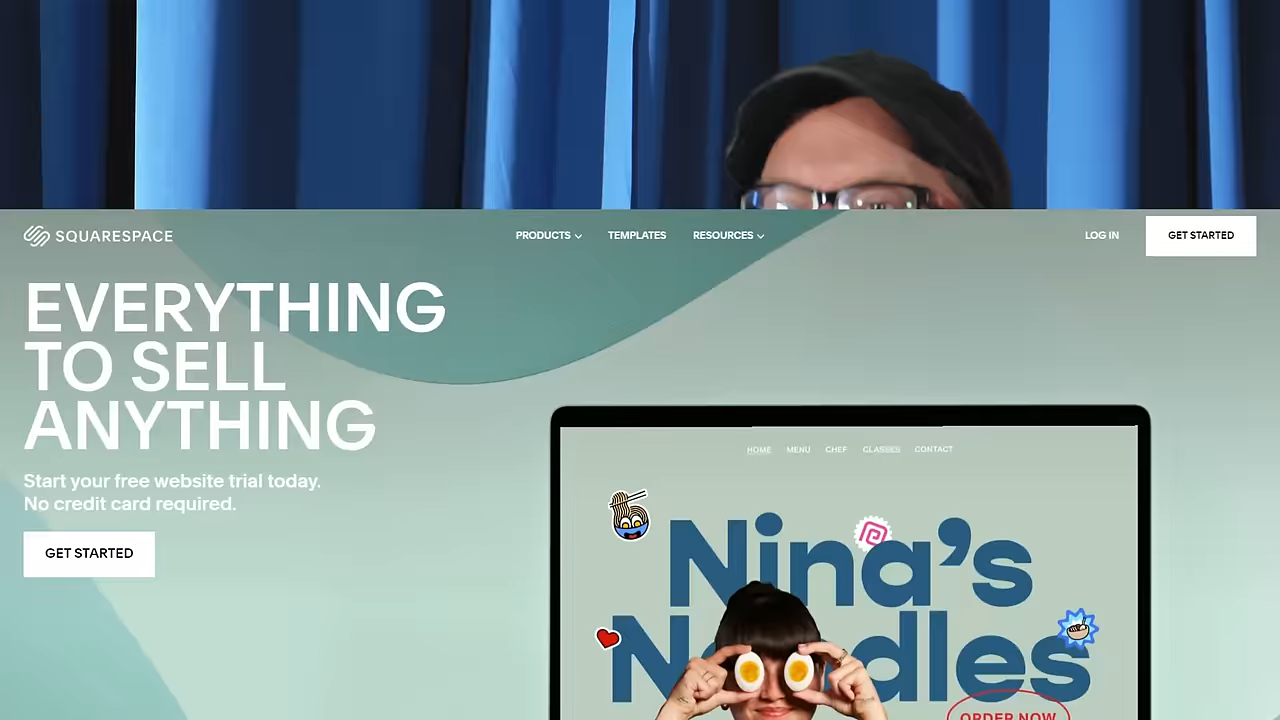 SQUARESPACE
PRODUCTS
TEMPLATES
RESOURCES
LOG IN
GET STARTED
EVERYTHING
TO SELL
ANYTHING
Start your free website trial today.
No credit card required.
GET STARTED
HOME
MENU
CHEF
CLASSES
CONTACT
Nina's
Noodles
ORDER NOW